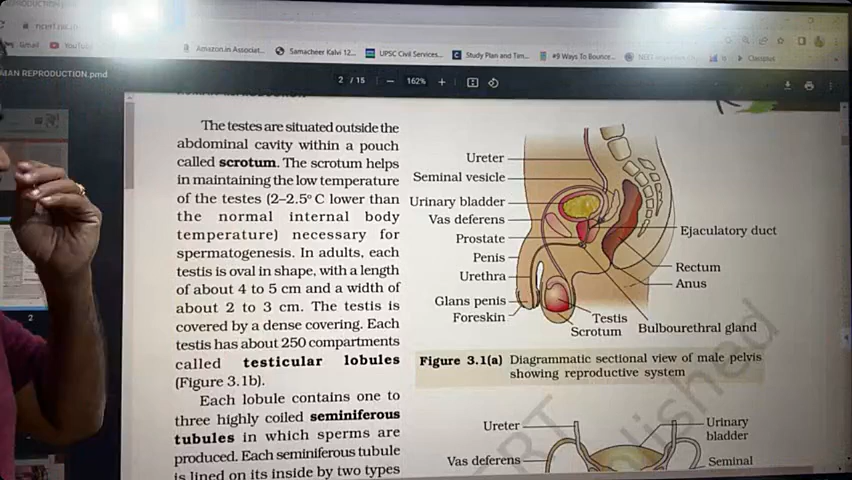 ncert.nic.in
Gmail
YouTube
Amazon.in Associat...
Samacheer Kalvi 12...
UPSC Civil Services...
Study Plan and Tim...
#9 Ways To Bounce...
Classplus
MAN REPRODUCTION.pmd
2 / 15
162%
The testes are situated outside the
abdominal cavity within a pouch
called scrotum. The scrotum helps
in maintaining the low temperature
of the testes (2–2.5° C lower than
the normal internal body
temperature) necessary for
spermatogenesis. In adults, each
testis is oval in shape, with a length
of about 4 to 5 cm and a width of
about 2 to 3 cm. The testis is
covered by a dense covering. Each
testis has about 250 compartments
called testicular lobules
(Figure 3.1b).
Each lobule contains one to
three highly coiled seminiferous
tubules in which sperms are
produced. Each seminiferous tubule
is lined on its inside by two types
Ureter
Seminal vesicle
Urinary bladder
Vas deferens
Prostate
Penis
Urethra
Glans penis
Foreskin
Ejaculatory duct
Rectum
Anus
Testis
Scrotum
Bulbourethral gland
Figure 3.1(a) Diagrammatic sectional view of male pelvis
showing reproductive system
Ureter
Vas deferens
Urinary
bladder
Seminal
2